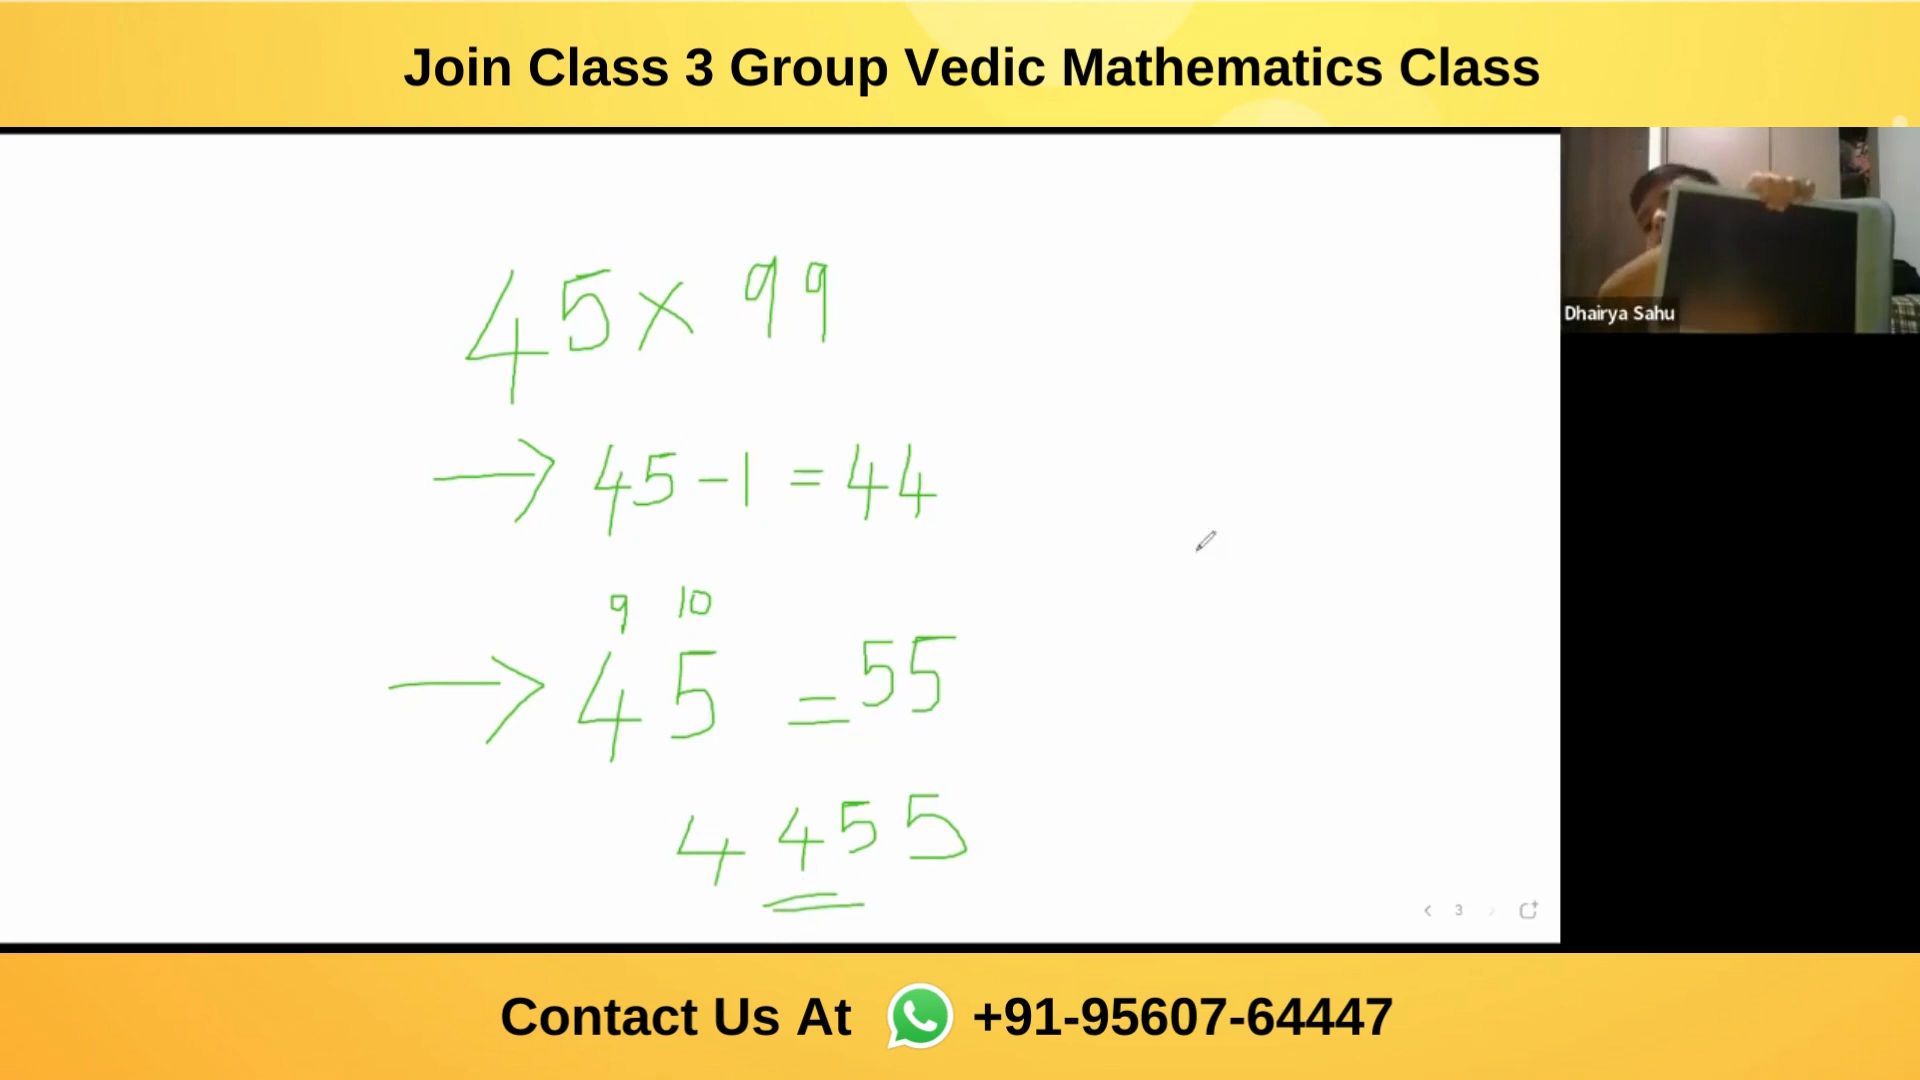 Join Class 3 Group Vedic Mathematics Class
45 x 99
→ 45 - 1 = 44
9 10
→ 45 = 55
4455
Dhairya Sahu
< 3 >
Contact Us At +91-95607-64447